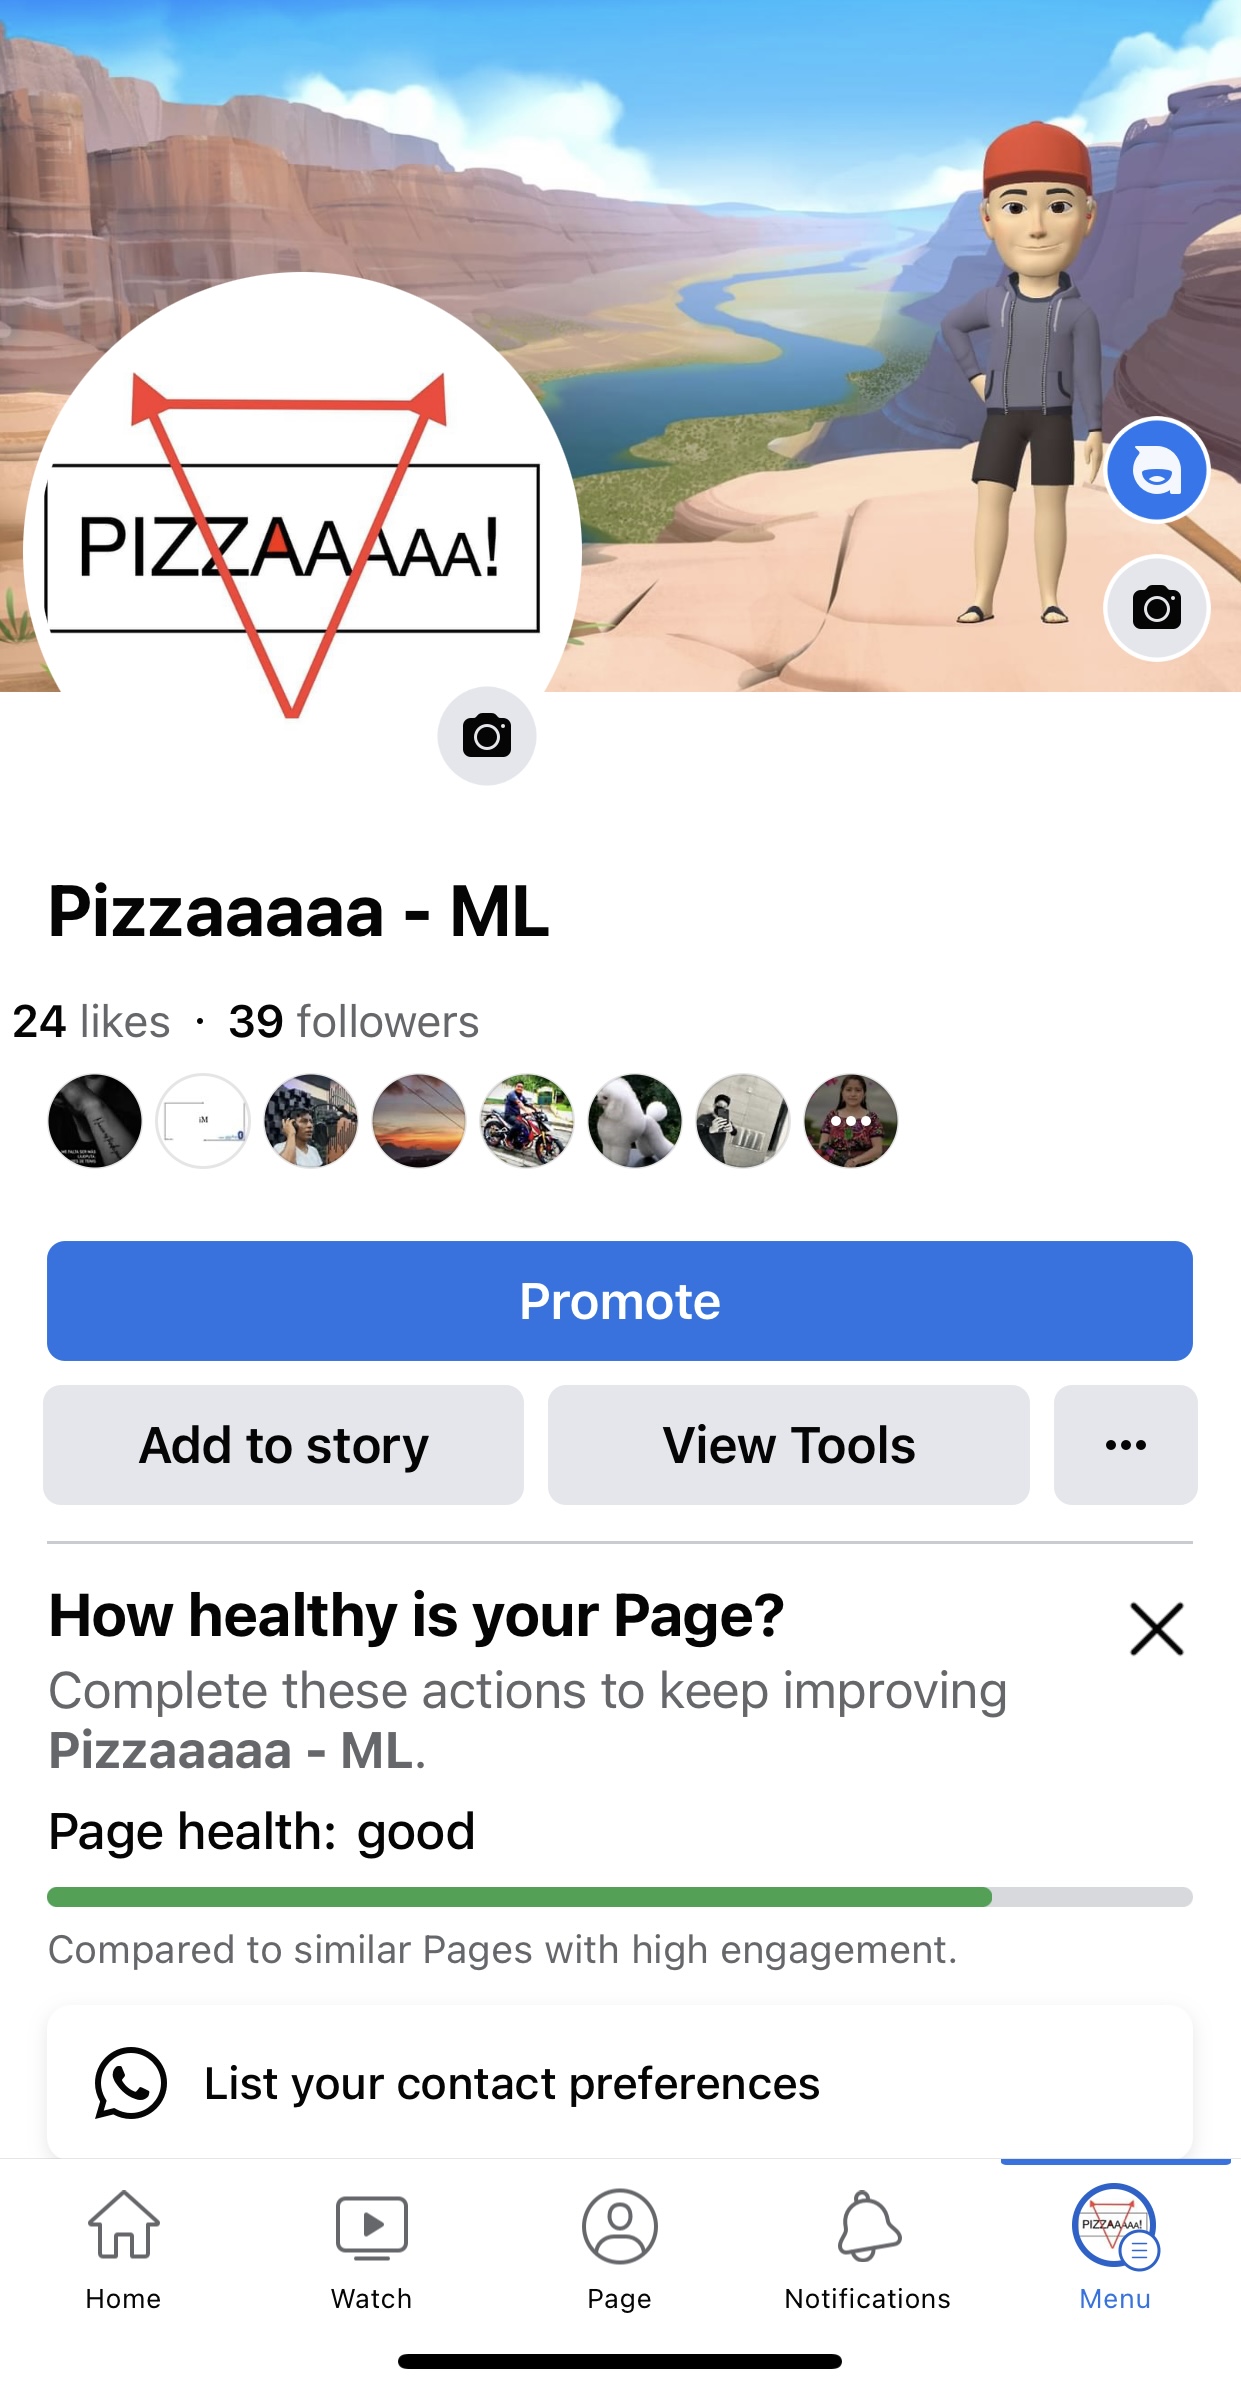 PIZZAAAAA!
Pizzaaaaa - ML
24 likes · 39 followers
Promote
Add to story
View Tools
How healthy is your Page?
Complete these actions to keep improving
Pizzaaaaa - ML.
Page health: good
Compared to similar Pages with high engagement.
List your contact preferences
PIZZAAAAA!
Home
Watch
Page
Notifications
Menu